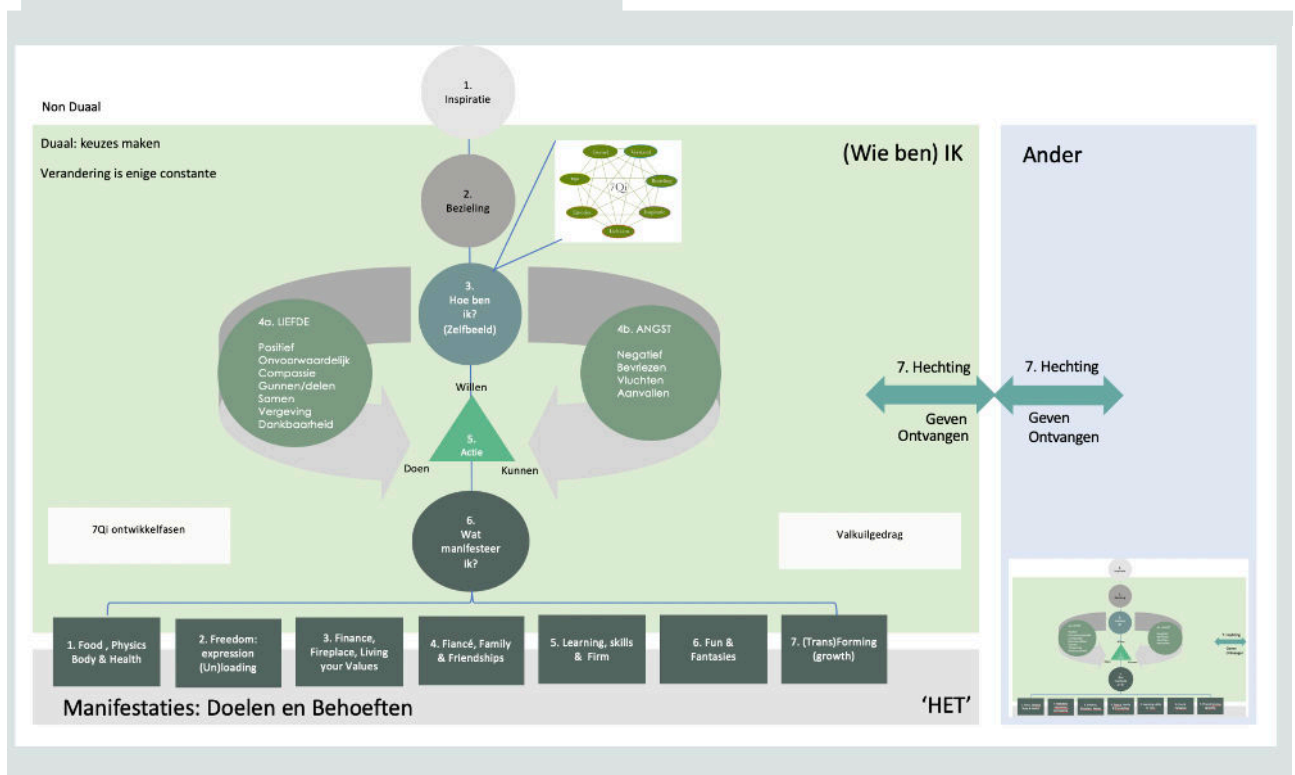 1.
Inspiratie
Non Duaal
Duaal: keuzes maken
Verandering is enige constante
(Wie ben) IK
Ander
2.
Bezieling
7Qi
3.
Hoe ben
ik?
(Zelfbeeld)
4a. LIEFDE
Positief
Onvoorwaardelijk
Compassie
Gunnen/delen
Samen
Vergeving
Dankbaarheid
4b. ANGST
Negatief
Bevriezen
Vluchten
Aanvallen
Willen
5.
Actie
Doen
Kunnen
7. Hechting
Geven
Ontvangen
7. Hechting
Geven
Ontvangen
7Qi ontwikkelfasen
6.
Wat
manifesteer
ik?
Valkuilgedrag
1. Food , Physics
Body & Health
2. Freedom:
expression
(Un)loading
3. Finance,
Fireplace, Living
your Values
4. Fiancé, Family
& Friendships
5. Learning, skills
& Firm
6. Fun &
Fantasies
7. (Trans)Forming
(growth)
Manifestaties: Doelen en Behoeften
‘HET’